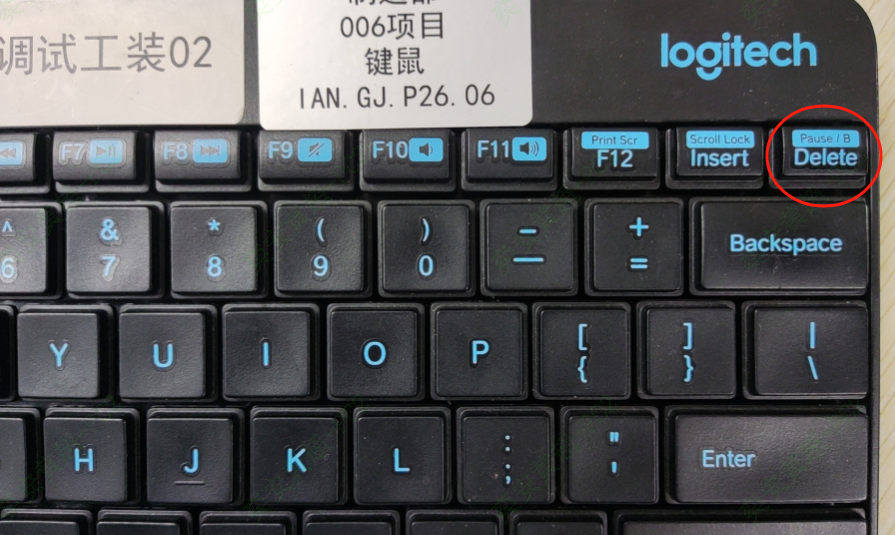 调试工装02
006项目
键鼠
IAN.GJ.P26.06
logitech
F7
F8
F9
F10
F11
Print Scr
F12
Scroll Lock
Insert
Pause / B
Delete
^
6
&
7
*
8
(
9
)
0
-
—
+
=
Backspace
Y
U
I
O
P
[
{
]
}
|
\
H
J
K
L
:
;
"
'
Enter